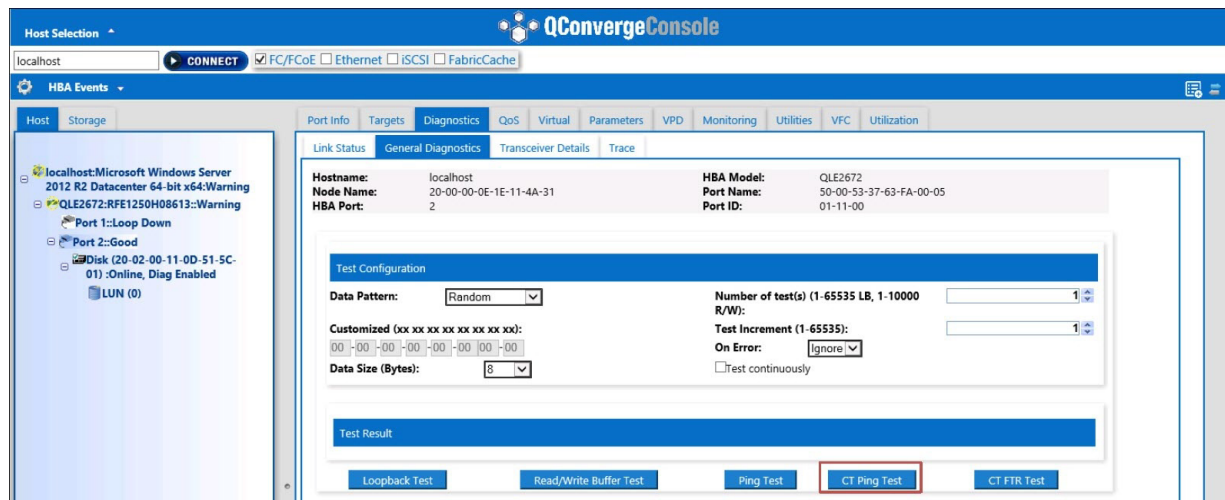 Host Selection
QConvergeConsole
localhost
CONNECT
FC/FCoE
Ethernet
iSCSI
FabricCache
HBA Events
Host
Storage
localhost:Microsoft Windows Server
2012 R2 Datacenter 64-bit x64:Warning
QLE2672:RFE1250H08613::Warning
Port 1::Loop Down
Port 2::Good
Disk (20-02-00-11-0D-51-5C-
01) :Online, Diag Enabled
LUN (0)
Port Info
Targets
Diagnostics
QoS
Virtual
Parameters
VPD
Monitoring
Utilities
VFC
Utilization
Link Status
General Diagnostics
Transceiver Details
Trace
Hostname: localhost
HBA Model: QLE2672
Node Name: 20-00-00-0E-1E-11-4A-31
Port Name: 50-00-53-37-63-FA-00-05
HBA Port: 2
Port ID: 01-11-00
Test Configuration
Data Pattern: Random
Number of test(s) (1-65535 LB, 1-10000
R/W): 1
Customized (xx xx xx xx xx xx xx xx):
00 -00 -00 -00 -00 -00 00 -00
Test Increment (1-65535): 1
On Error: Ignore
Data Size (Bytes): 8
Test continuously
Test Result
Loopback Test
Read/Write Buffer Test
Ping Test
CT Ping Test
CT FTR Test